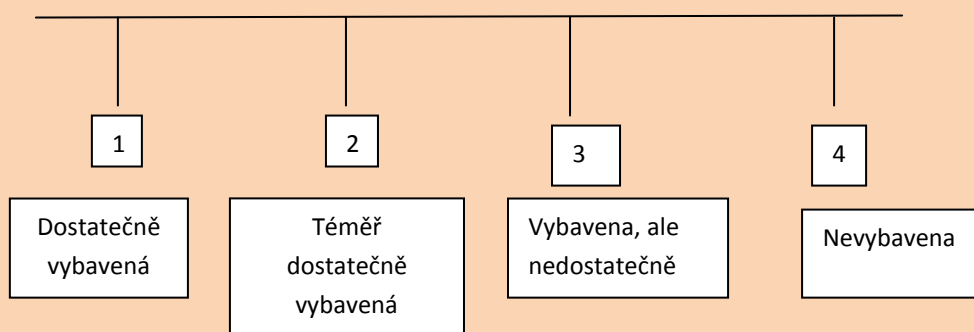 1
2
3
4
Dostatečně
vybavená
Téměř
dostatečně
vybavená
Vybavena, ale
nedostatečně
Nevybavena